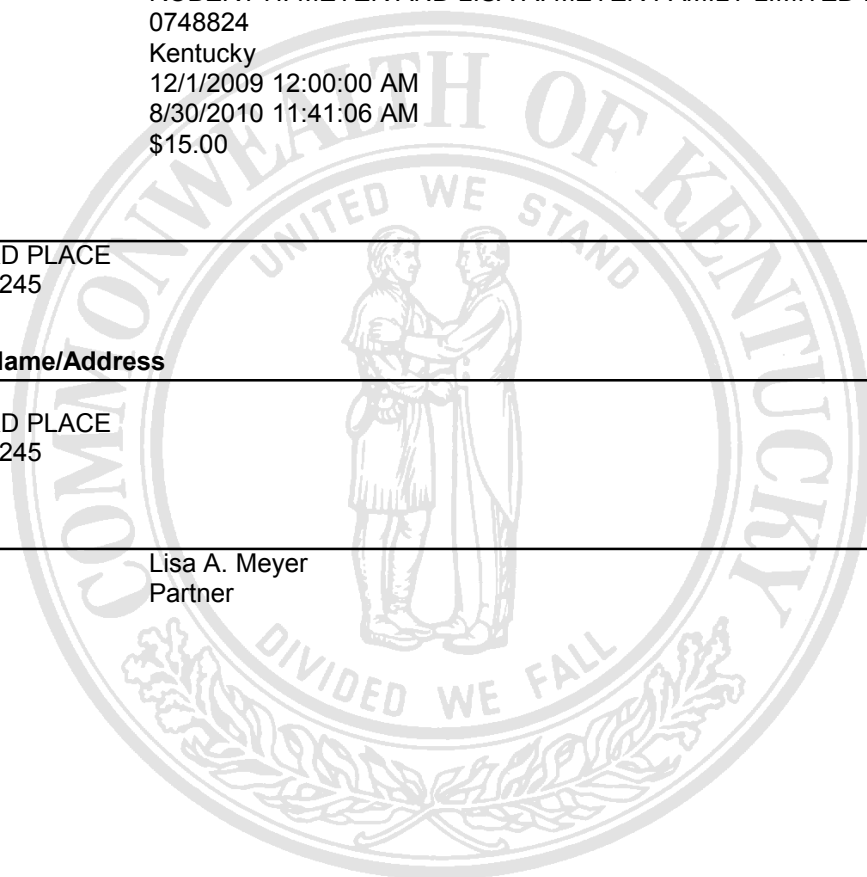 0748824
Kentucky
12/1/2009 12:00:00 AM
8/30/2010 11:41:06 AM
$15.00
D PLACE
245
Name/Address
D PLACE
245
Lisa A. Meyer
Partner
COMMONWEALTH OF KENTUCKY
UNITED WE STAND
DIVIDED WE FALL